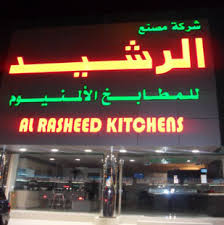 شركة مصنع
الرشيد
للمطابخ الألمنيوم
AL RASHEED KITCHENS